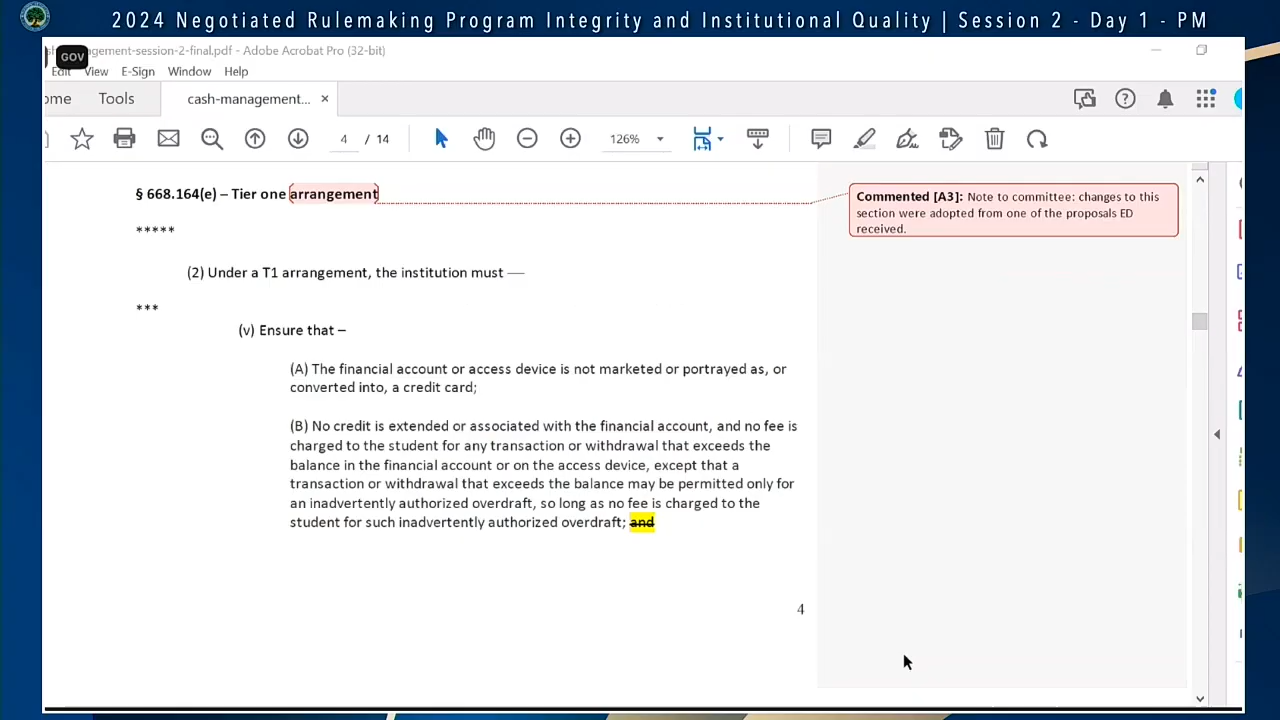 2024 Negotiated Rulemaking Program Integrity and Institutional Quality | Session 2 - Day 1 - PM
GOV
agement-session-2-final.pdf - Adobe Acrobat Pro (32-bit)
Edit View E-Sign Window Help
ome Tools cash-management... ×
4 / 14 126%
§ 668.164(e) – Tier one arrangement
*****
(2) Under a T1 arrangement, the institution must —
***
(v) Ensure that –
(A) The financial account or access device is not marketed or portrayed as, or
converted into, a credit card;
(B) No credit is extended or associated with the financial account, and no fee is
charged to the student for any transaction or withdrawal that exceeds the
balance in the financial account or on the access device, except that a
transaction or withdrawal that exceeds the balance may be permitted only for
an inadvertently authorized overdraft, so long as no fee is charged to the
student for such inadvertently authorized overdraft; and
4
Commented [A3]: Note to committee: changes to this
section were adopted from one of the proposals ED
received.